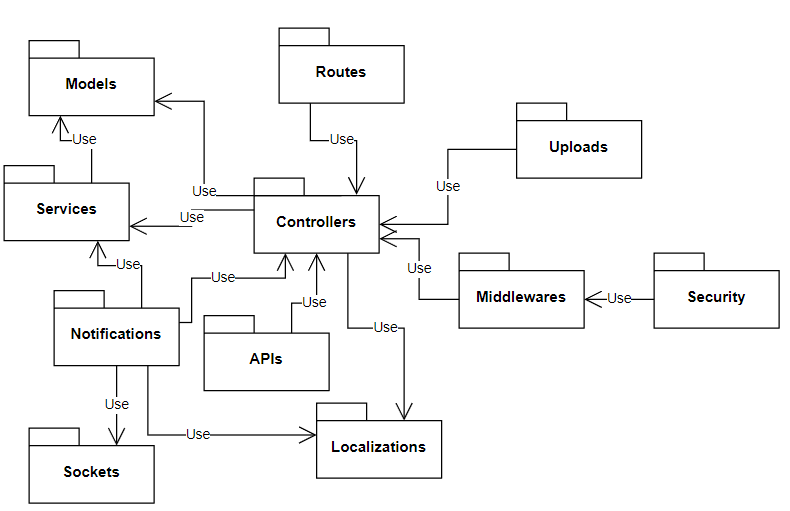 Routes
Models
Use
Use
Uploads
Use
Use
Services
Use
Controllers
Use
Use
Use
Middlewares
Use
Security
Use
Notifications
Use
APIs
Use
Use
Use
Localizations
Sockets